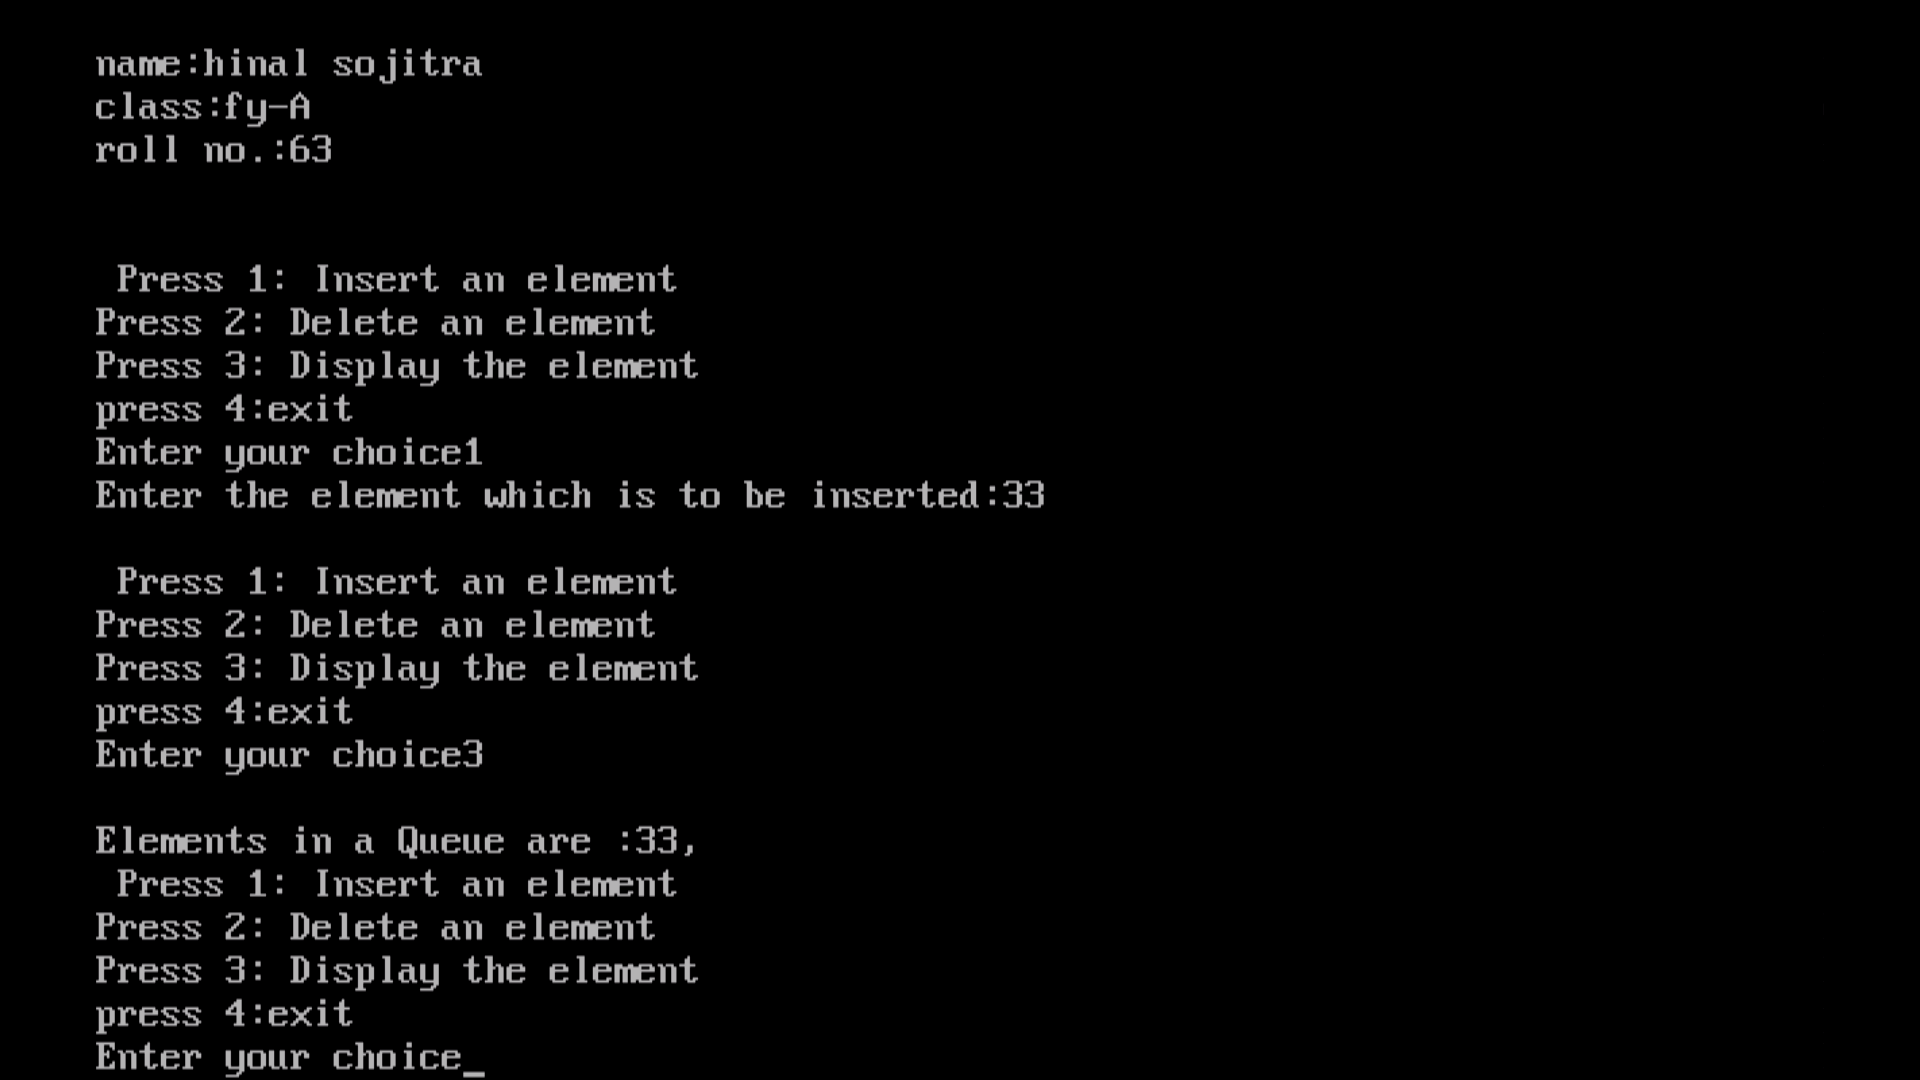 name:hinal sojitra
class:fy-A
roll no.:63
Press 1: Insert an element
Press 2: Delete an element
Press 3: Display the element
press 4:exit
Enter your choice1
Enter the element which is to be inserted:33
Press 1: Insert an element
Press 2: Delete an element
Press 3: Display the element
press 4:exit
Enter your choice3
Elements in a Queue are :33,
Press 1: Insert an element
Press 2: Delete an element
Press 3: Display the element
press 4:exit
Enter your choice_